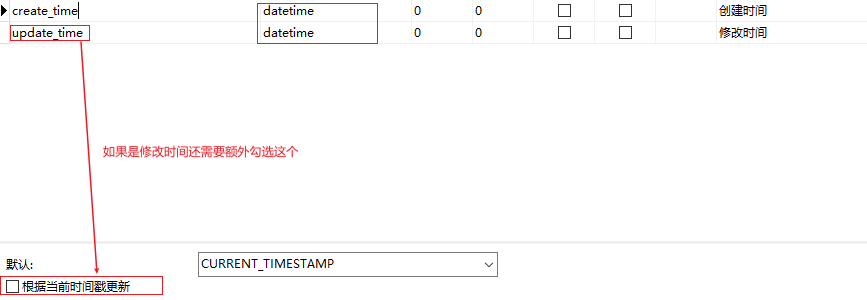 create_time datetime 0 0 创建时间
update_time datetime 0 0 修改时间
如果是修改时间还需要额外勾选这个
默认: CURRENT_TIMESTAMP
根据当前时间戳更新